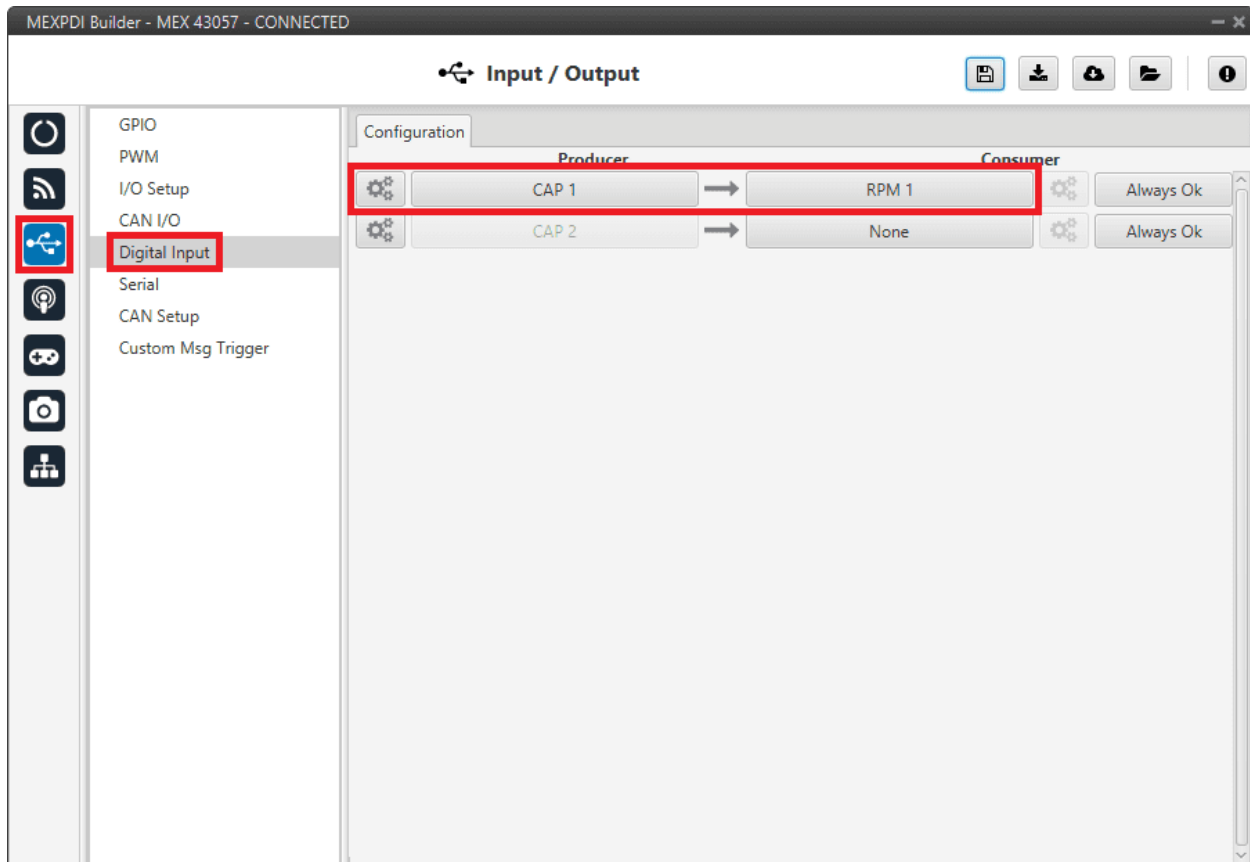 MEXPDI Builder - MEX 43057 - CONNECTED
Input / Output
GPIO
PWM
I/O Setup
CAN I/O
Digital Input
Serial
CAN Setup
Custom Msg Trigger
Configuration
Producer Consumer
CAP 1 RPM 1 Always Ok
CAP 2 None Always Ok